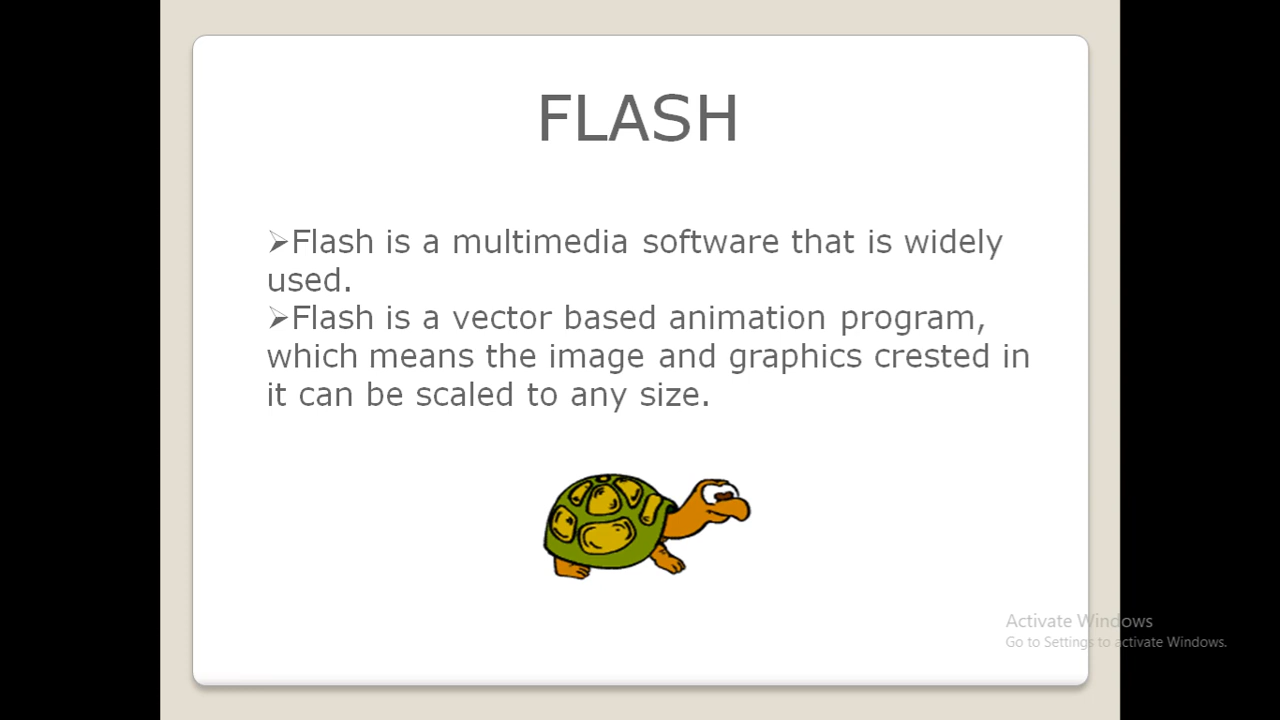 FLASH
➢Flash is a multimedia software that is widely
used.
➢Flash is a vector based animation program,
which means the image and graphics crested in
it can be scaled to any size.
Activate Windows
Go to Settings to activate Windows.